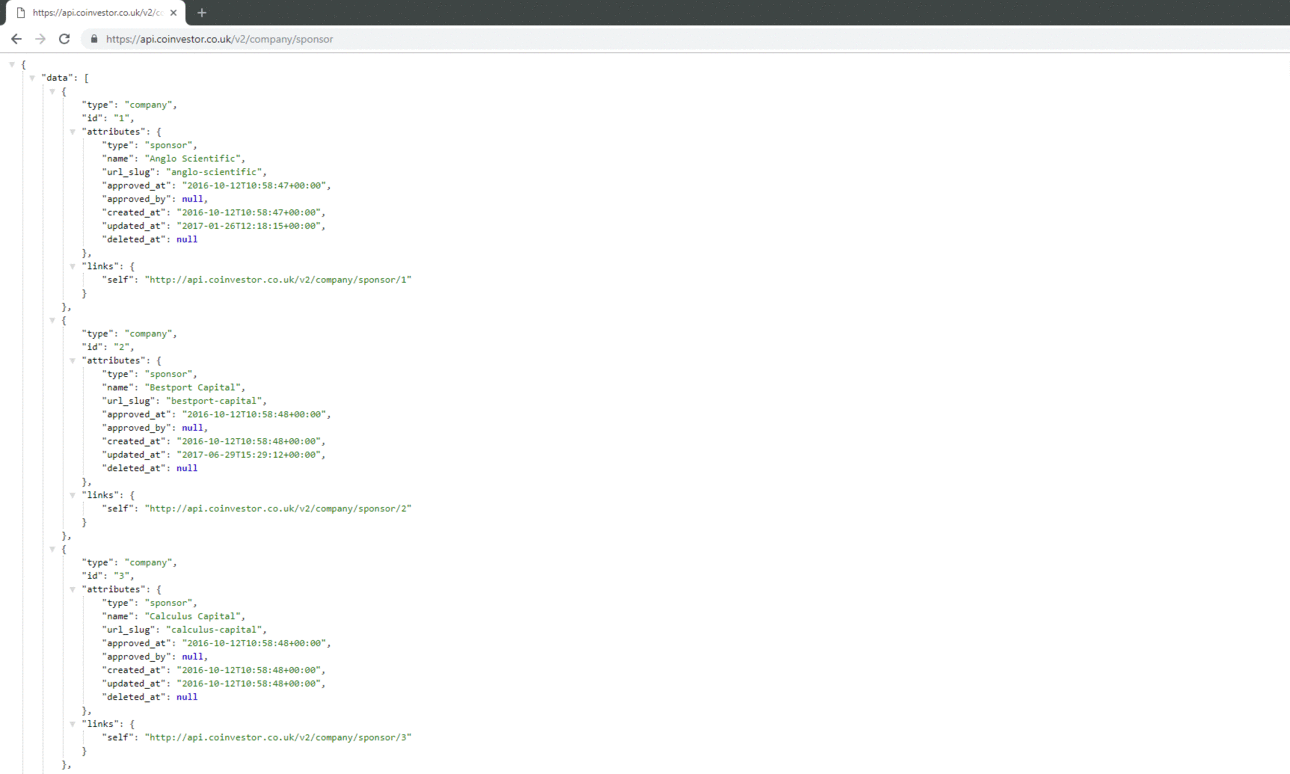 https://api.coinvestor.co.uk/v2/cc
https://api.coinvestor.co.uk/v2/company/sponsor
{
"data": [
{
"type": "company",
"id": "1",
"attributes": {
"type": "sponsor",
"name": "Anglo Scientific",
"url_slug": "anglo-scientific",
"approved_at": "2016-10-12T10:58:47+00:00",
"approved_by": null,
"created_at": "2016-10-12T10:58:47+00:00",
"updated_at": "2017-01-26T12:18:15+00:00",
"deleted_at": null
},
"links": {
"self": "http://api.coinvestor.co.uk/v2/company/sponsor/1"
}
},
{
"type": "company",
"id": "2",
"attributes": {
"type": "sponsor",
"name": "Bestport Capital",
"url_slug": "bestport-capital",
"approved_at": "2016-10-12T10:58:48+00:00",
"approved_by": null,
"created_at": "2016-10-12T10:58:48+00:00",
"updated_at": "2017-06-29T15:29:12+00:00",
"deleted_at": null
},
"links": {
"self": "http://api.coinvestor.co.uk/v2/company/sponsor/2"
}
},
{
"type": "company",
"id": "3",
"attributes": {
"type": "sponsor",
"name": "Calculus Capital",
"url_slug": "calculus-capital",
"approved_at": "2016-10-12T10:58:48+00:00",
"approved_by": null,
"created_at": "2016-10-12T10:58:48+00:00",
"updated_at": "2016-10-12T10:58:48+00:00",
"deleted_at": null
},
"links": {
"self": "http://api.coinvestor.co.uk/v2/company/sponsor/3"
}
},